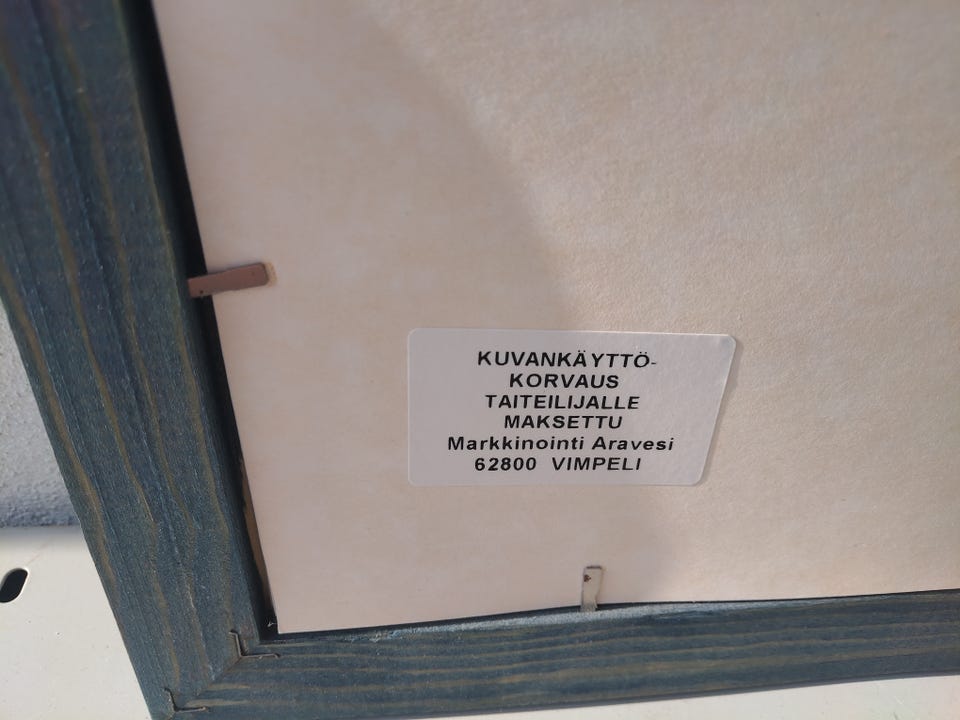 KUVANKÄYTTÖ-
KORVAUS
TAITEILIJALLE
MAKSETTU
Markkinointi Aravesi
62800 VIMPELI